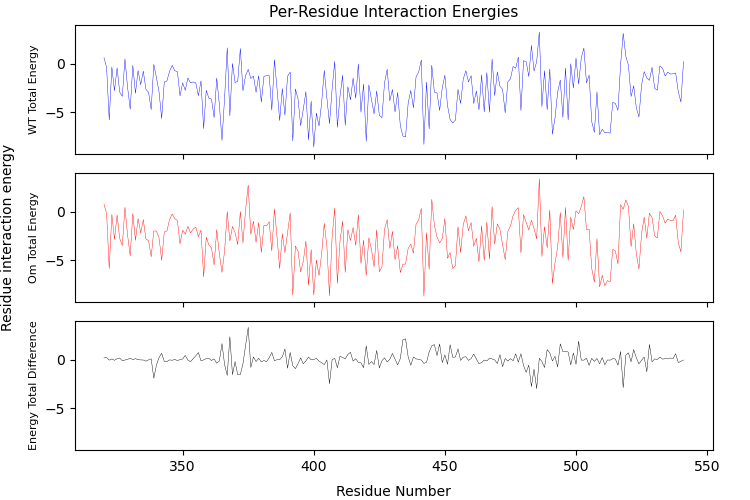 Per-Residue Interaction Energies
Residue interaction energy
WT Total Energy
0
−5
Om Total Energy
0
−5
Energy Total Difference
0
−5
350
400
450
500
550
Residue Number